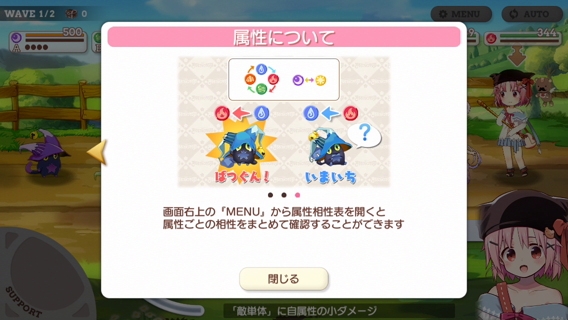 WAVE 1/2
0
MENU
AUTO
500
344
属性について
ばつぐん!
いまいち
?
画面右上の「MENU」から属性相性表を開くと
属性ごとの相性をまとめて確認することができます
閉じる
SUPPORT
「敵単体」に自属性の小ダメージ